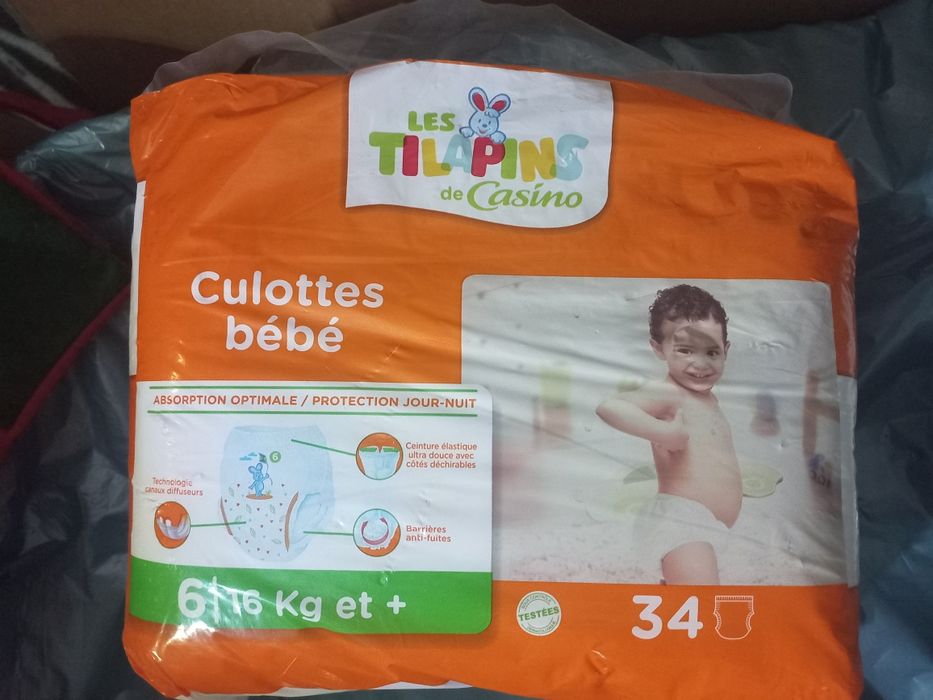 LES
TILAPINS
de Casino
Culottes
bébé
ABSORPTION OPTIMALE / PROTECTION JOUR-NUIT
6
Ceinture élastique
ultra douce avec
côtés déchirables
Technologie
canaux diffuseurs
Barrières
anti-fuites
6 16 Kg et +
TESTÉES
34